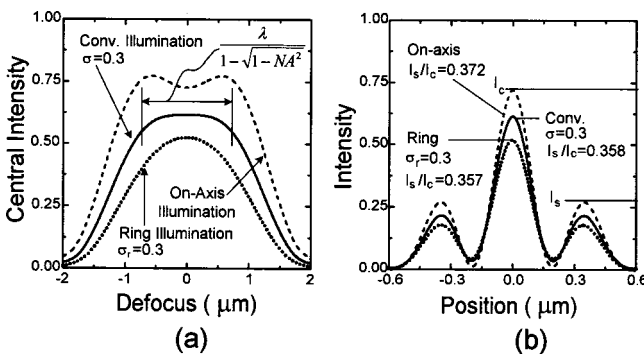 Central Intensity
1.00
0.75
0.50
0.25
0.00
-2
-1
0
1
2
Defocus ( μm)
Conv. Illumination
σ=0.3
λ
1-√1-NA²
On-Axis
Illumination
Ring Illumination
σr=0.3
(a)
Intensity
1.00
0.75
0.50
0.25
0.00
-0.6
-0.3
0.0
0.3
0.6
Position ( μm)
On-axis
Is/Ic=0.372
Ic
Ring
σr=0.3
Is/Ic=0.357
Conv.
σ=0.3
Is/Ic=0.358
Is
(b)